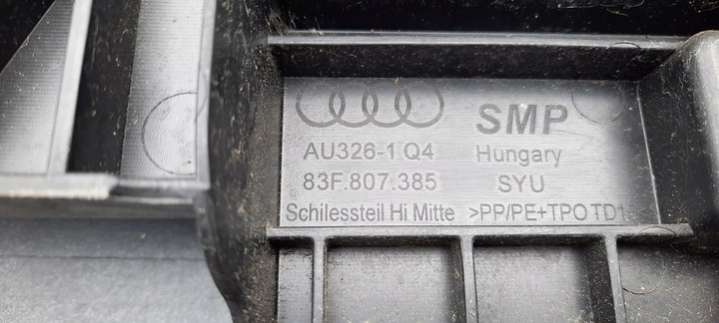 SMP
AU326-1 Q4 Hungary
83F.807.385 SYU
Schilessteil Hi Mitte >PP/PE+TPO TD1